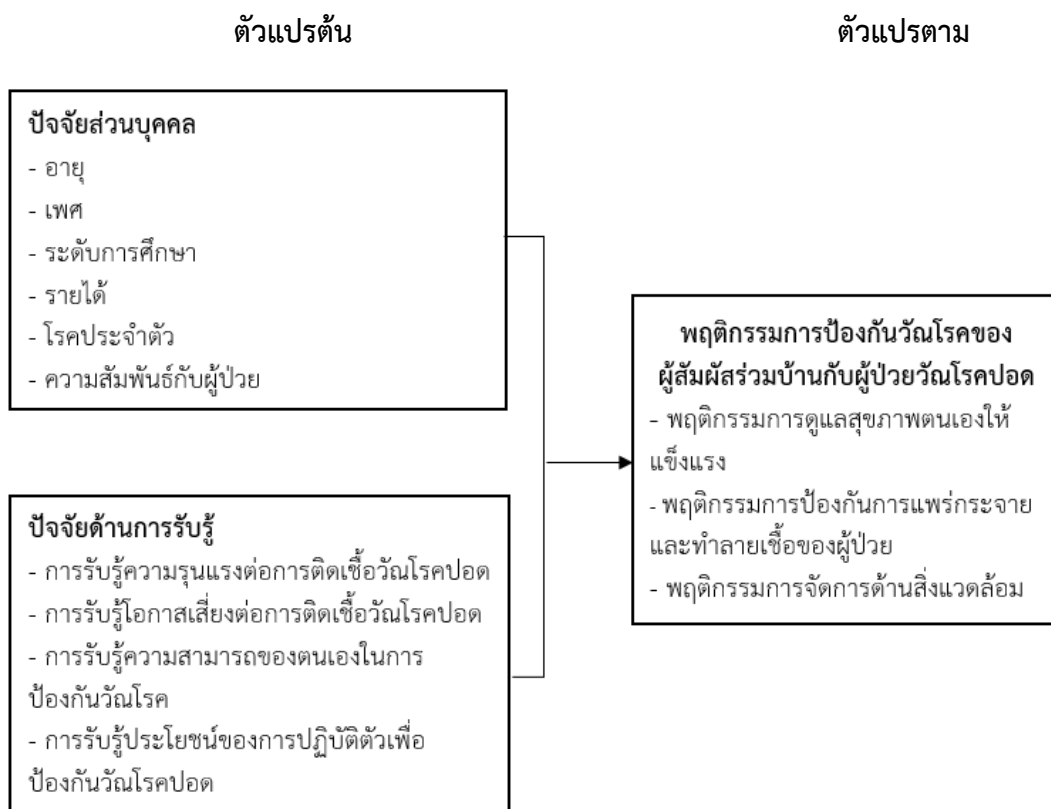 ตัวแปรต้น
ตัวแปรตาม
ปัจจัยส่วนบุคคล
- อายุ
- เพศ
- ระดับการศึกษา
- รายได้
- โรคประจำตัว
- ความสัมพันธ์กับผู้ป่วย
ปัจจัยด้านการรับรู้
- การรับรู้ความรุนแรงต่อการติดเชื้อวัณโรคปอด
- การรับรู้โอกาสเสี่ยงต่อการติดเชื้อวัณโรคปอด
- การรับรู้ความสามารถของตนเองในการ
ป้องกันวัณโรค
- การรับรู้ประโยชน์ของการปฏิบัติตัวเพื่อ
ป้องกันวัณโรคปอด
พฤติกรรมการป้องกันวัณโรคของ
ผู้สัมผัสร่วมบ้านกับผู้ป่วยวัณโรคปอด
- พฤติกรรมการดูแลสุขภาพตนเองให้
แข็งแรง
- พฤติกรรมการป้องกันการแพร่กระจาย
และทำลายเชื้อของผู้ป่วย
- พฤติกรรมการจัดการด้านสิ่งแวดล้อม